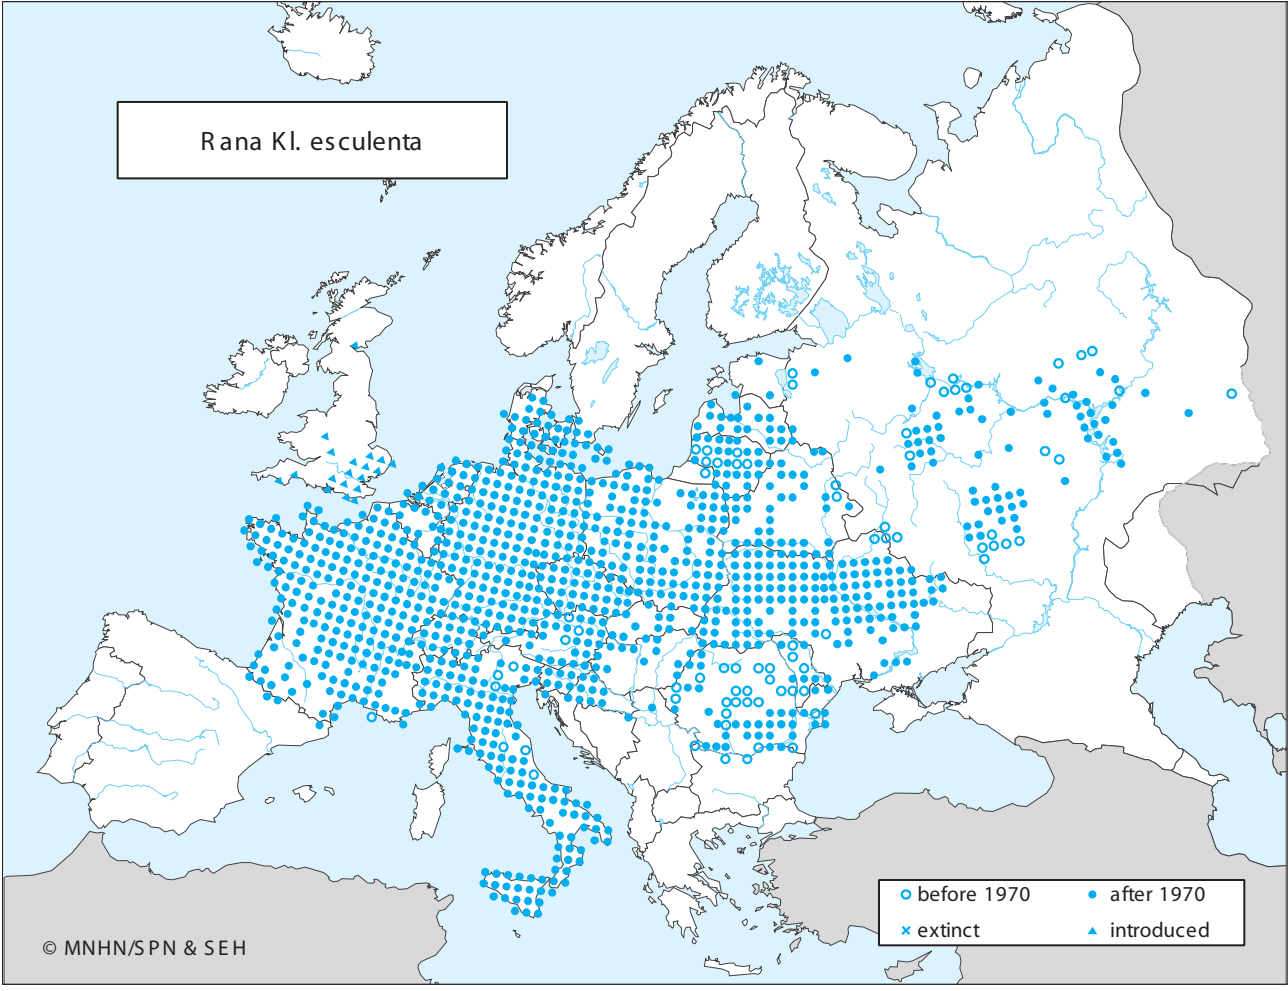 Rana Kl. esculenta
before 1970
after 1970
extinct
introduced
© MNHN/SPN & SEH